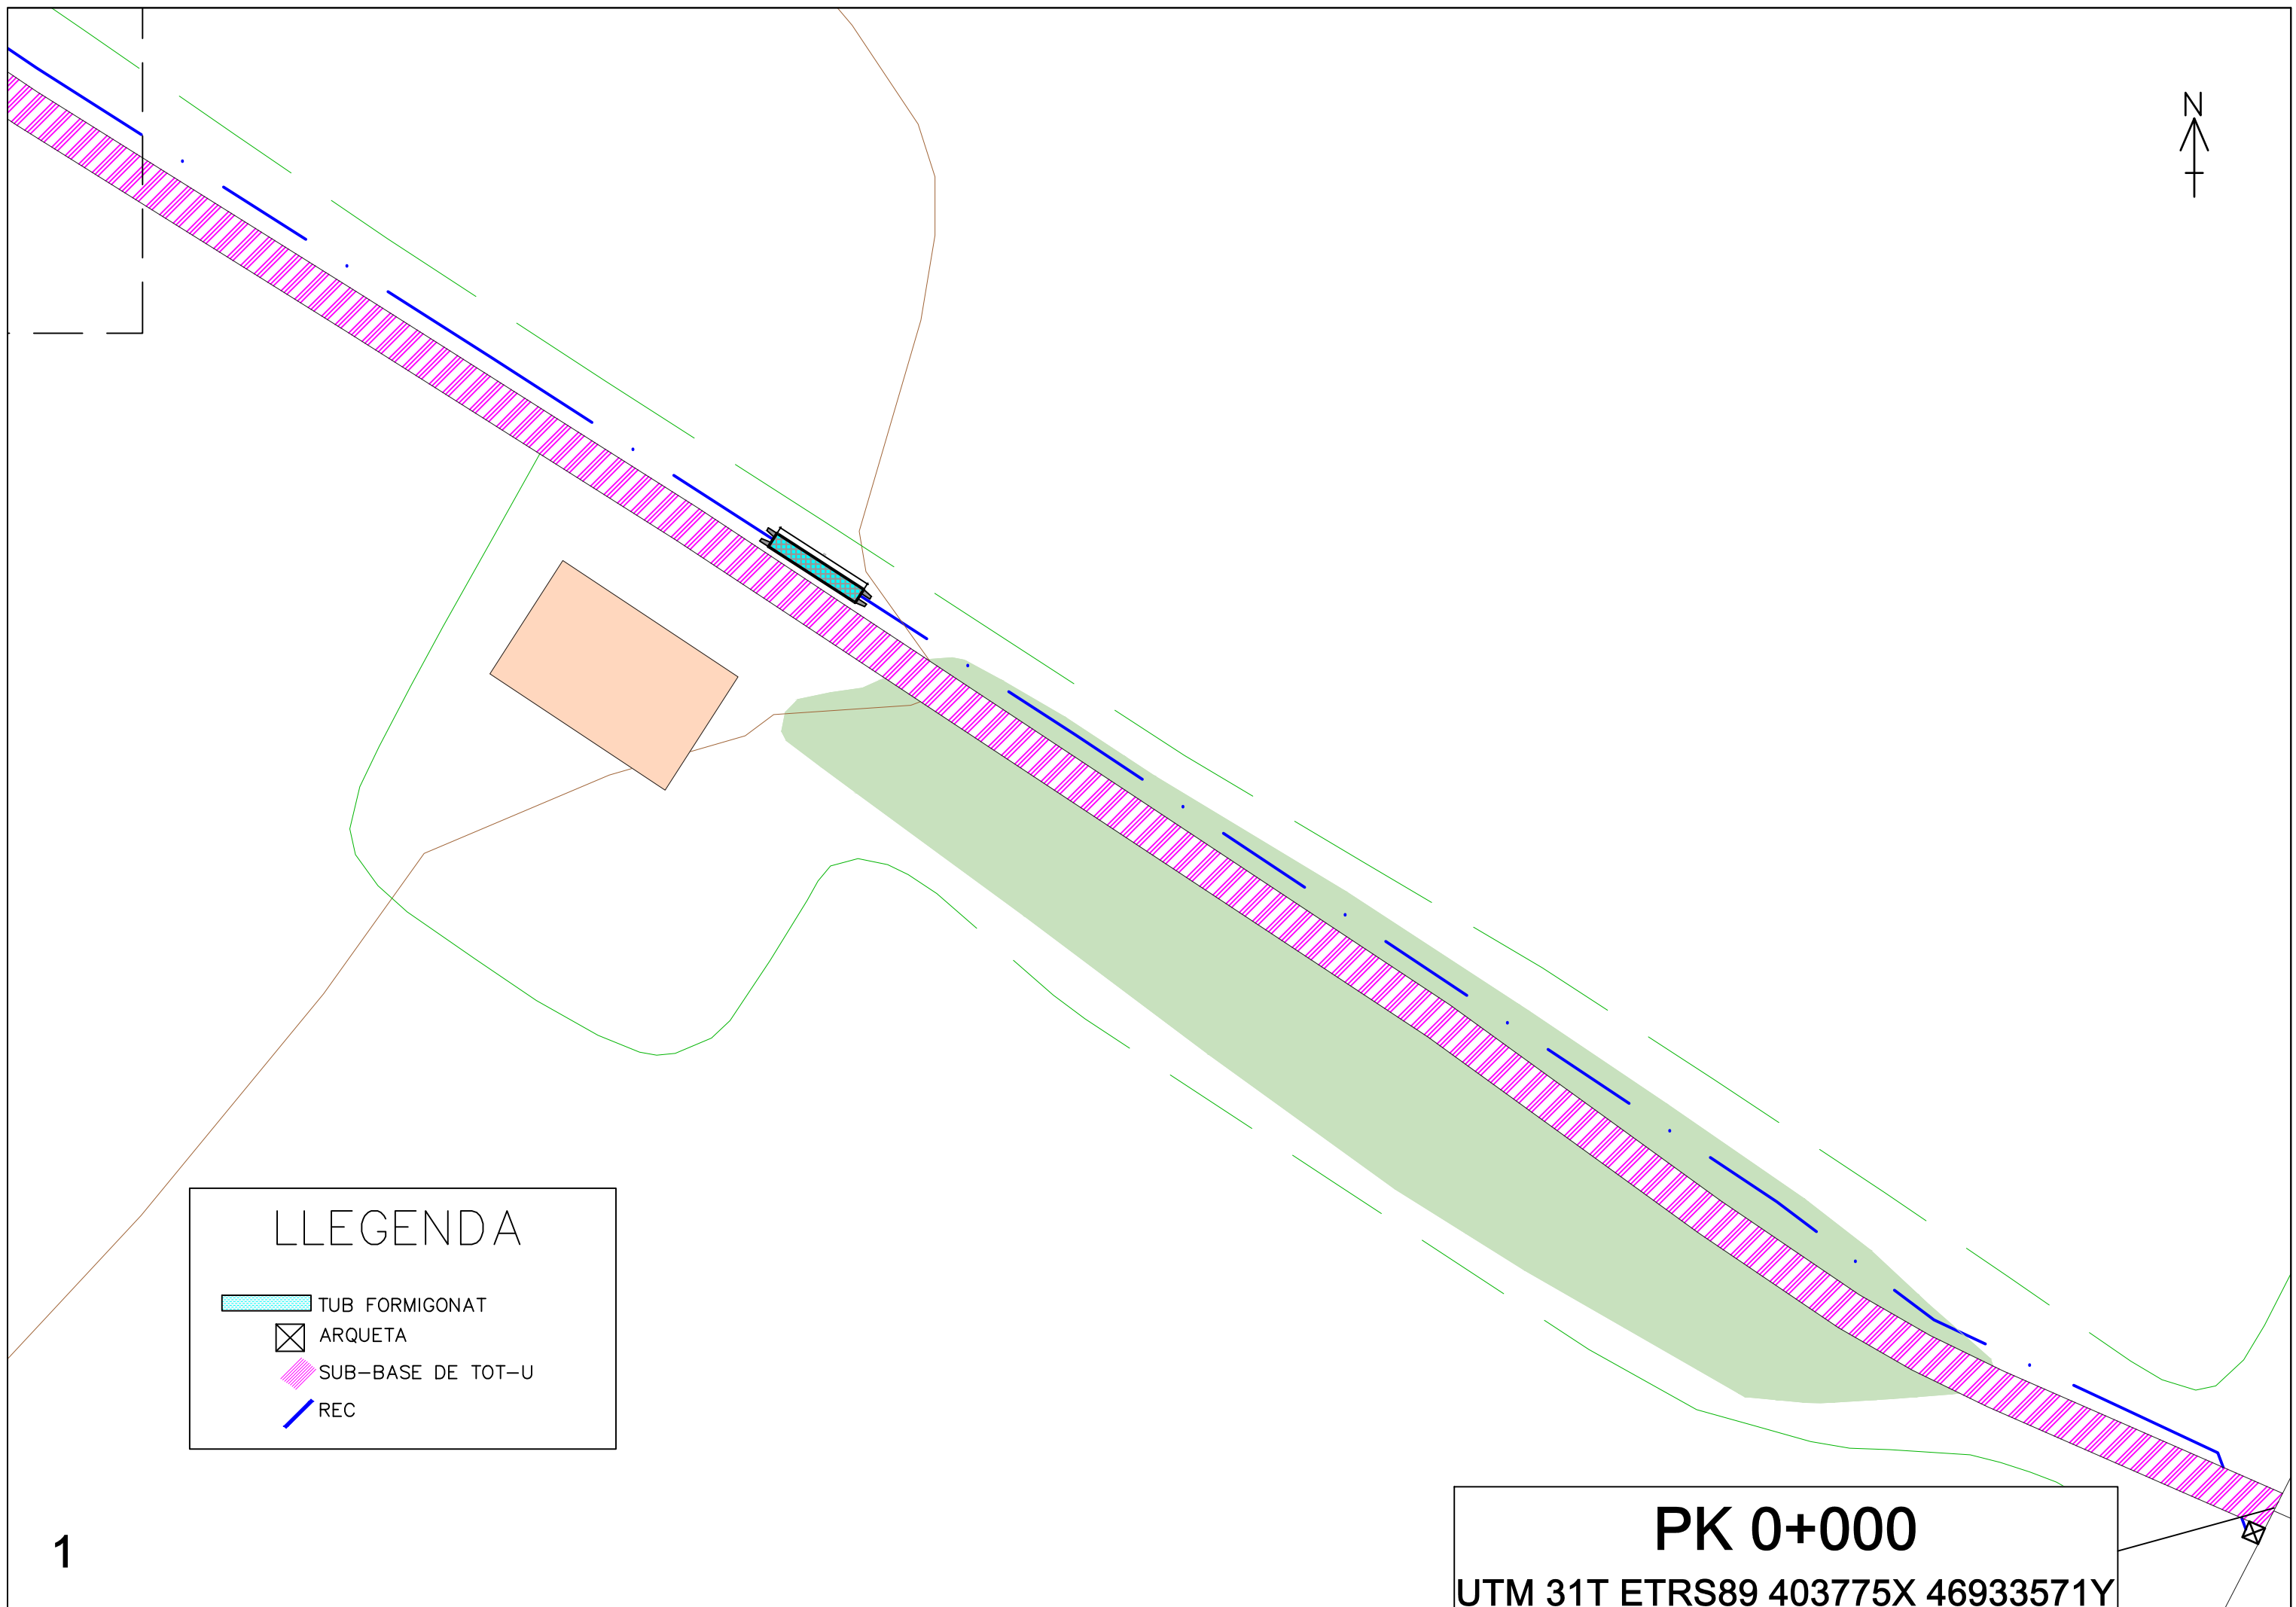 N
LLEGENDA
TUB FORMIGONAT
ARQUETA
SUB-BASE DE TOT-U
REC
PK 0+000
UTM 31T ETRS89 403775X 46933571Y
1